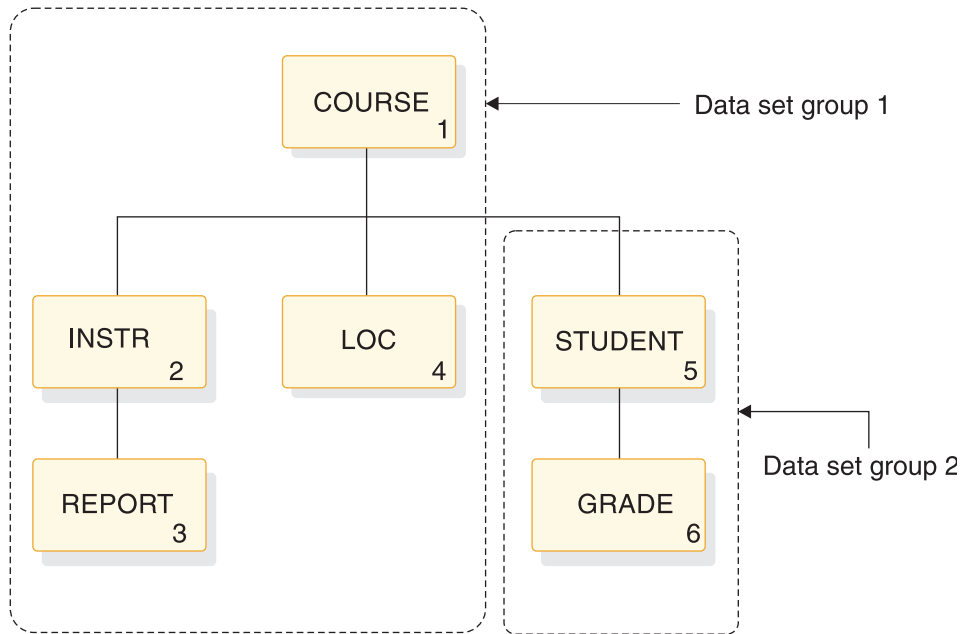 COURSE
1
Data set group 1
INSTR
2
LOC
4
STUDENT
5
Data set group 2
REPORT
3
GRADE
6